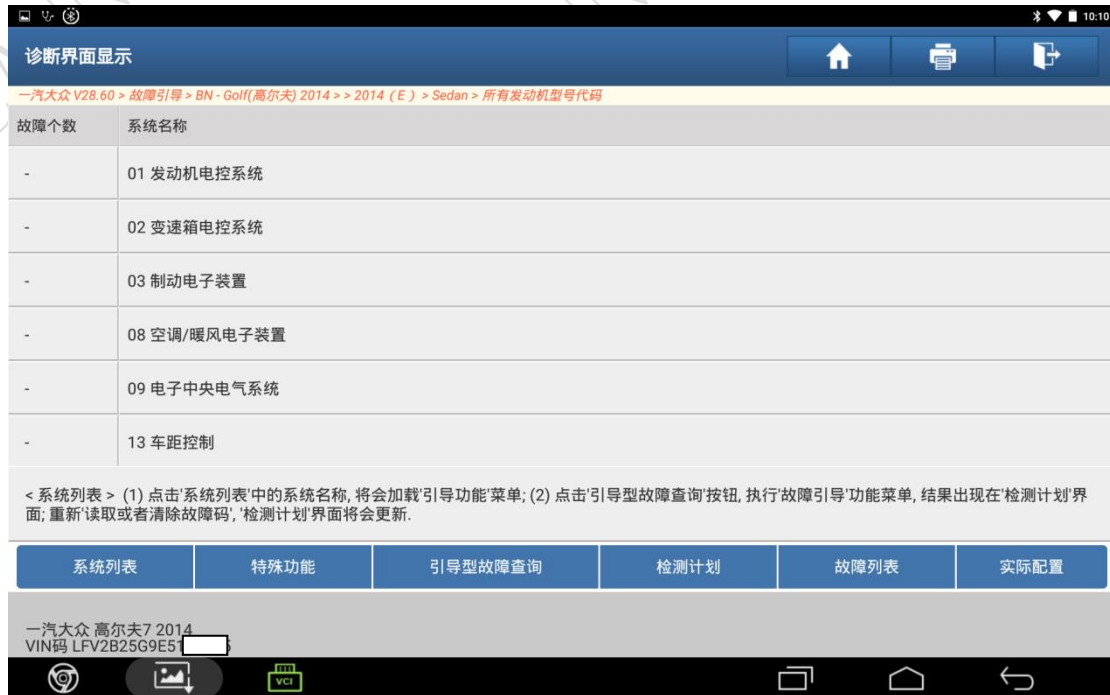 10:10
诊断界面显示
一汽大众 V28.60 > 故障引导 > BN - Golf(高尔夫) 2014 > > 2014 ( E ) > Sedan > 所有发动机型号代码
故障个数 系统名称
- 01 发动机电控系统
- 02 变速箱电控系统
- 03 制动电子装置
- 08 空调/暖风电子装置
- 09 电子中央电气系统
- 13 车距控制
< 系统列表 > (1) 点击'系统列表'中的系统名称, 将会加载'引导功能'菜单; (2) 点击'引导型故障查询'按钮, 执行'故障引导'功能菜单, 结果出现在'检测计划'界
面; 重新'读取或者清除故障码', '检测计划'界面将会更新.
系统列表 特殊功能 引导型故障查询 检测计划 故障列表 实际配置
一汽大众 高尔夫7 2014
VIN码 LFV2B25G9E51
VCI